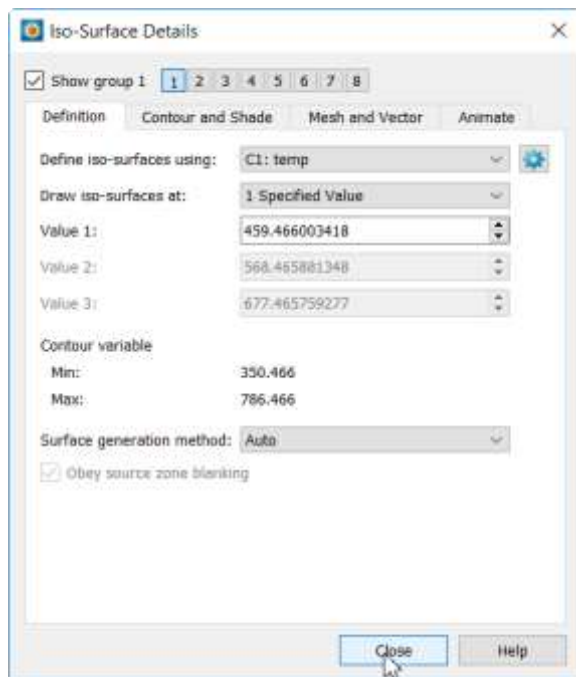 Iso-Surface Details
Show group 1 1 2 3 4 5 6 7 8
Definition Contour and Shade Mesh and Vector Animate
Define iso-surfaces using: C1: temp
Draw iso-surfaces at: 1 Specified Value
Value 1: 459.466003418
Value 2: 568.465881348
Value 3: 677.465759277
Contour variable
Min: 350.466
Max: 786.466
Surface generation method: Auto
Obey source zone blanking
Close Help